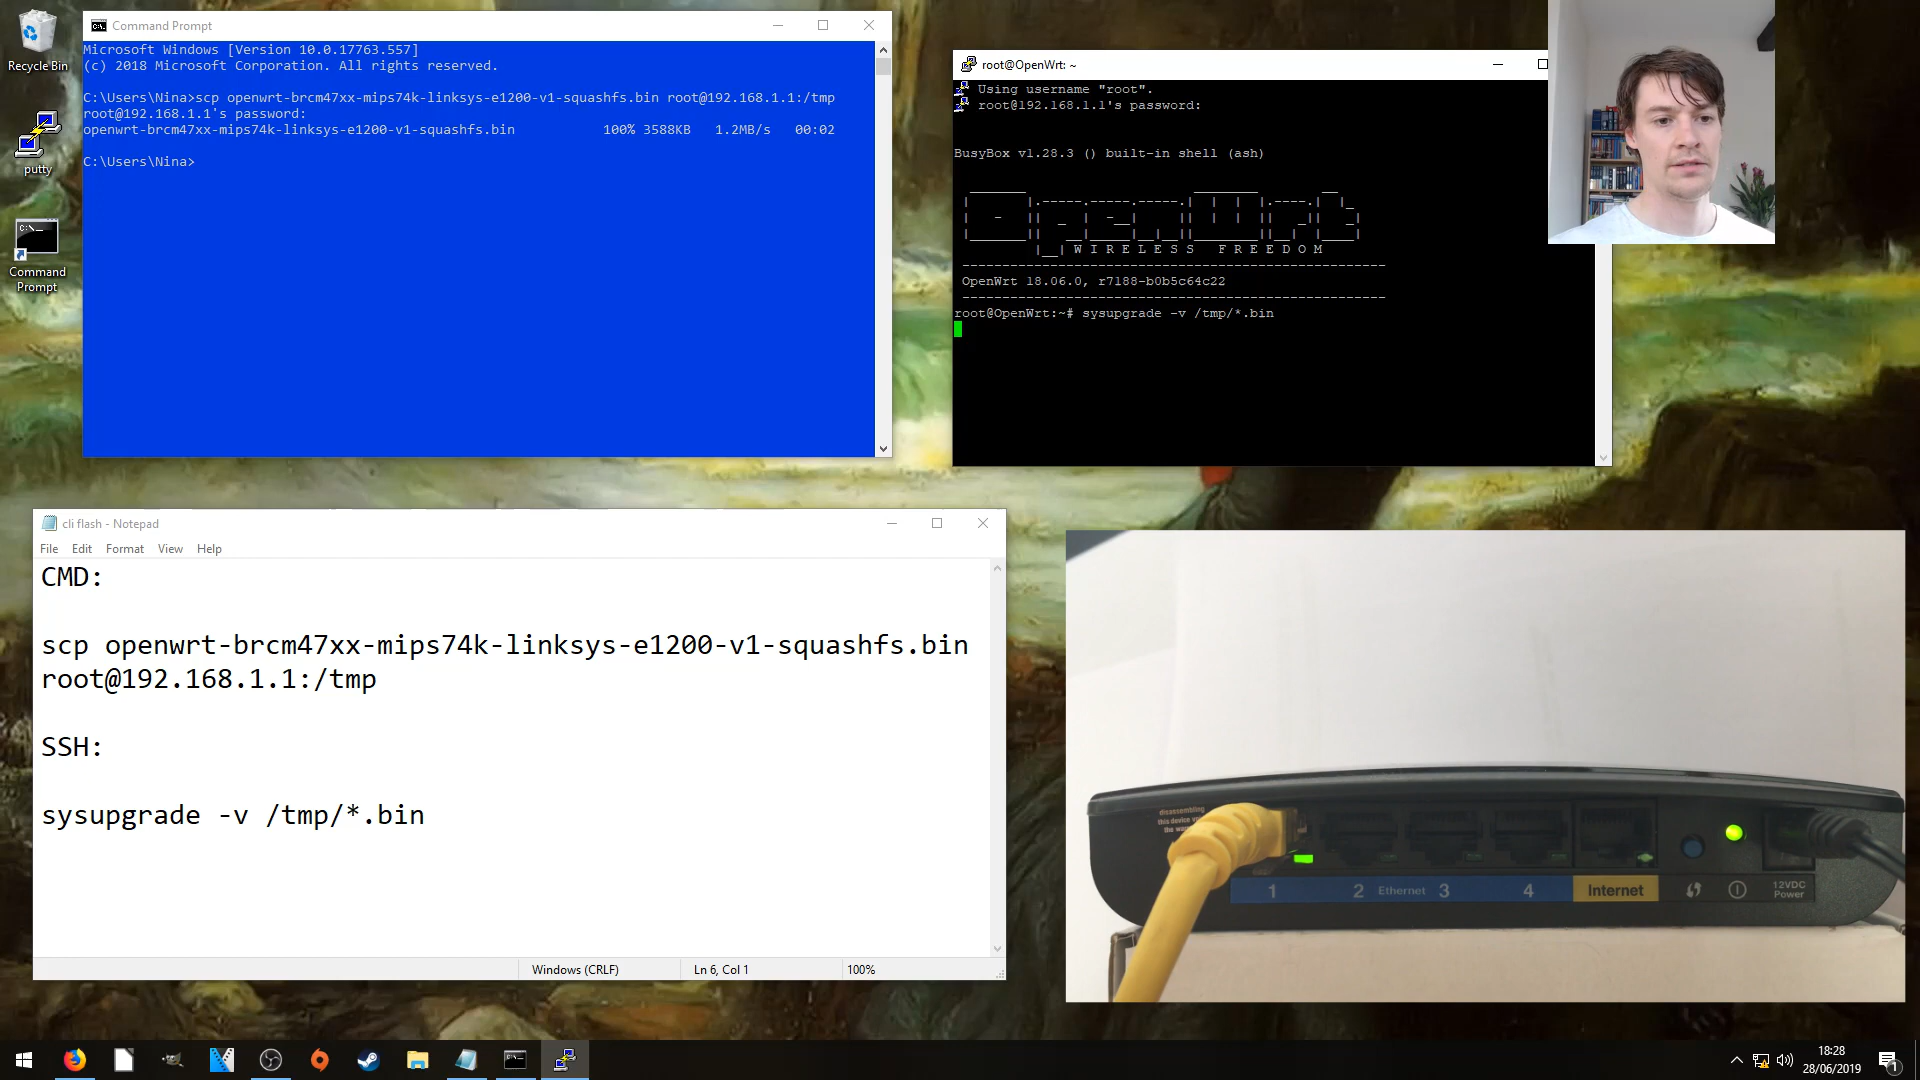 Recycle Bin
putty
Command
Prompt
Command Prompt
Microsoft Windows [Version 10.0.17763.557]
(c) 2018 Microsoft Corporation. All rights reserved.
C:\Users\Nina>scp openwrt-brcm47xx-mips74k-linksys-e1200-v1-squashfs.bin root@192.168.1.1:/tmp
root@192.168.1.1's password:
openwrt-brcm47xx-mips74k-linksys-e1200-v1-squashfs.bin 100% 3588KB 1.2MB/s 00:02
C:\Users\Nina>
root@OpenWrt: ~
Using username "root".
root@192.168.1.1's password:
BusyBox v1.28.3 () built-in shell (ash)
OpenWrt
W I R E L E S S F R E E D O M
OpenWrt 18.06.0, r7188-b0b5c64c22
root@OpenWrt:~# sysupgrade -v /tmp/*.bin
cli flash - Notepad
File Edit Format View Help
CMD:
scp openwrt-brcm47xx-mips74k-linksys-e1200-v1-squashfs.bin
root@192.168.1.1:/tmp
SSH:
sysupgrade -v /tmp/*.bin
Windows (CRLF) Ln 6, Col 1 100%
disassembling
this device
the
1 2 Ethernet 3 4 Internet 12VDC
Power
18:28
28/06/2019
1